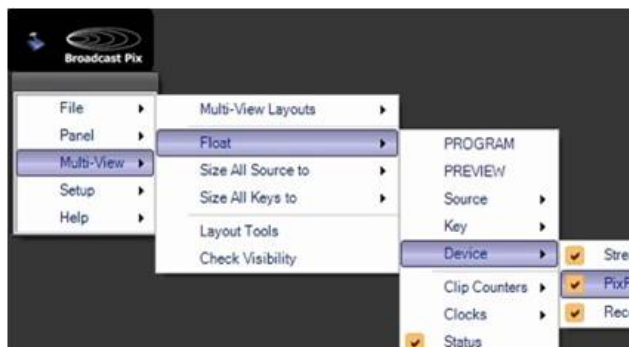 Broadcast Pix
File
Panel
Multi-View
Setup
Help
Multi-View Layouts
Float
Size All Source to
Size All Keys to
Layout Tools
Check Visibility
PROGRAM
PREVIEW
Source
Key
Device
Clip Counters
Clocks
Status